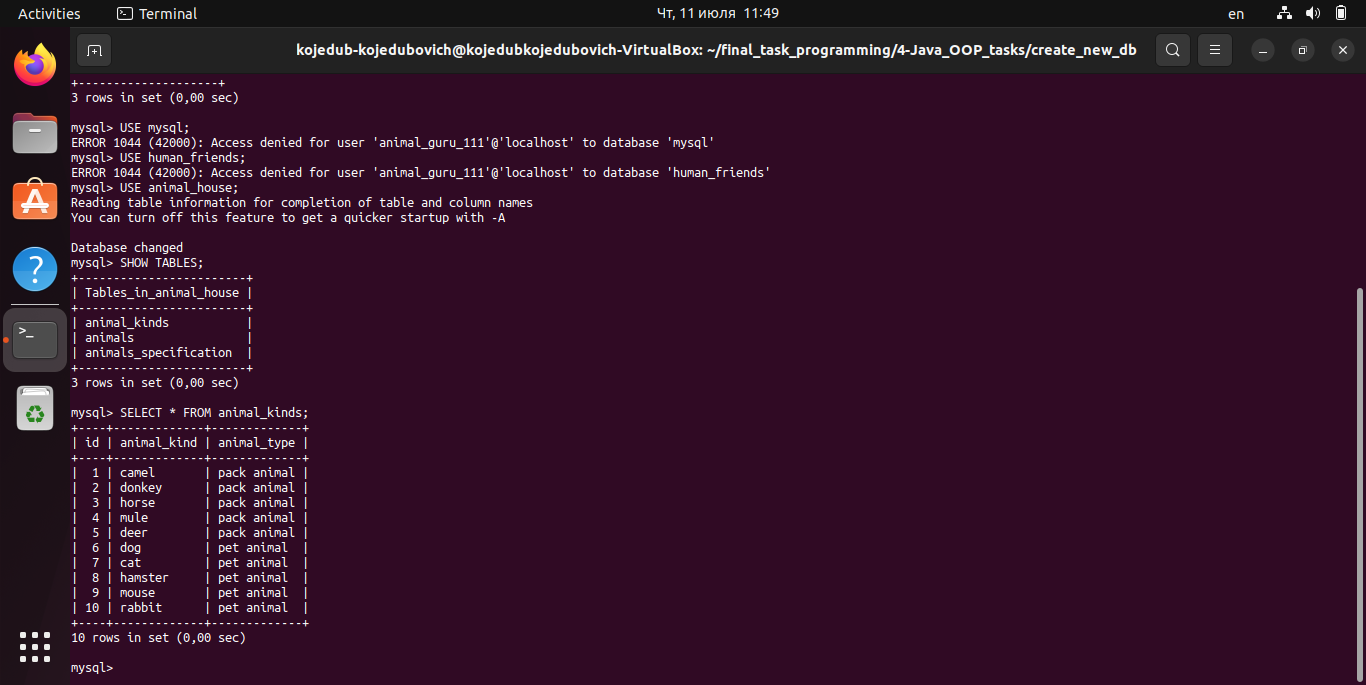 Activities Terminal Чт, 11 июля 11:49 en
kojedub-kojedubovich@kojedubkojedubovich-VirtualBox: ~/final_task_programming/4-Java_OOP_tasks/create_new_db
+--------------------+
3 rows in set (0,00 sec)
mysql> USE mysql;
ERROR 1044 (42000): Access denied for user 'animal_guru_111'@'localhost' to database 'mysql'
mysql> USE human_friends;
ERROR 1044 (42000): Access denied for user 'animal_guru_111'@'localhost' to database 'human_friends'
mysql> USE animal_house;
Reading table information for completion of table and column names
You can turn off this feature to get a quicker startup with -A
Database changed
mysql> SHOW TABLES;
+------------------------+
| Tables_in_animal_house |
+------------------------+
| animal_kinds           |
| animals                |
| animals_specification  |
+------------------------+
3 rows in set (0,00 sec)
mysql> SELECT * FROM animal_kinds;
+----+-------------+-------------+
| id | animal_kind | animal_type |
+----+-------------+-------------+
|  1 | camel       | pack animal |
|  2 | donkey      | pack animal |
|  3 | horse       | pack animal |
|  4 | mule        | pack animal |
|  5 | deer        | pack animal |
|  6 | dog         | pet animal  |
|  7 | cat         | pet animal  |
|  8 | hamster     | pet animal  |
|  9 | mouse       | pet animal  |
| 10 | rabbit      | pet animal  |
+----+-------------+-------------+
10 rows in set (0,00 sec)
mysql>